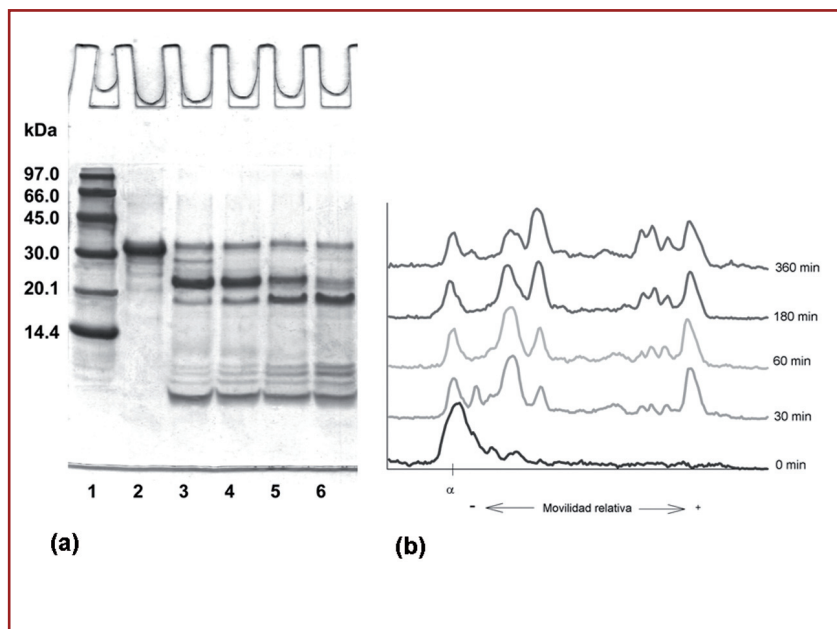 kDa
97.0
66.0
45.0
30.0
20.1
14.4
1 2 3 4 5 6
(a)
360 min
180 min
60 min
30 min
0 min
α
- Movilidad relativa +
(b)